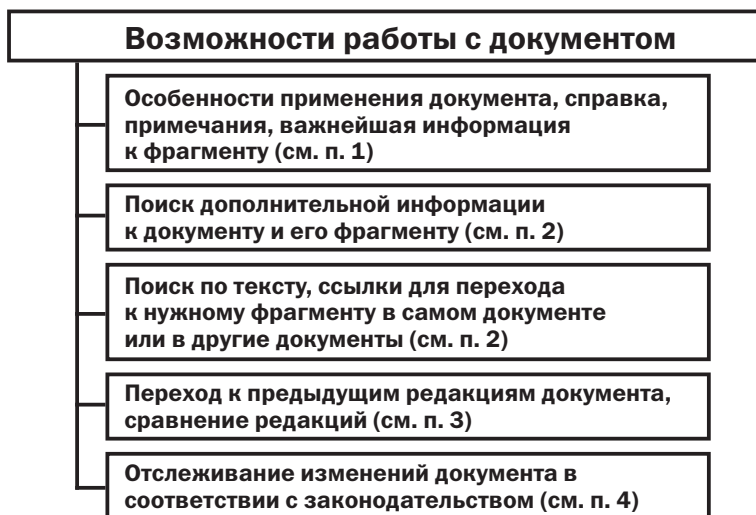 Возможности работы с документом
Особенности применения документа, справка,
примечания, важнейшая информация
к фрагменту (см. п. 1)
Поиск дополнительной информации
к документу и его фрагменту (см. п. 2)
Поиск по тексту, ссылки для перехода
к нужному фрагменту в самом документе
или в другие документы (см. п. 2)
Переход к предыдущим редакциям документа,
сравнение редакций (см. п. 3)
Отслеживание изменений документа в
соответствии с законодательством (см. п. 4)